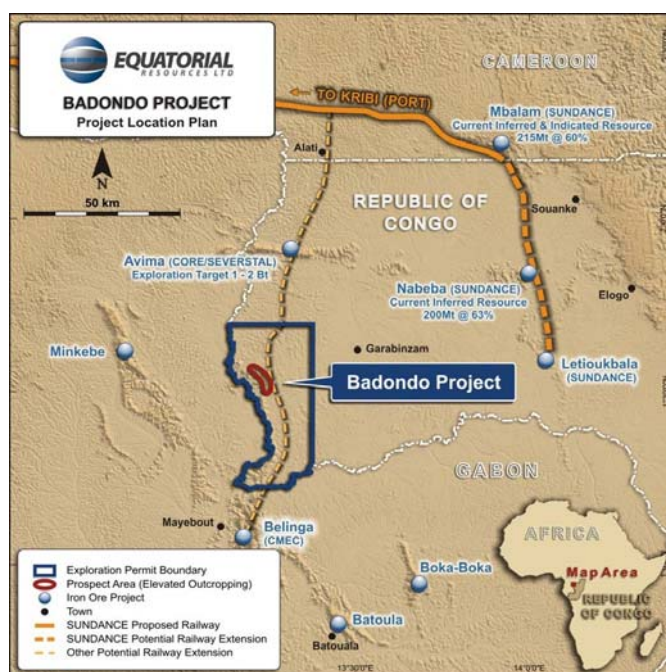 EQUATORIAL
RESOURCES LTD
BADONDO PROJECT
Project Location Plan
N
50 km
CAMEROON
TO KRIBI (PORT)
Mbalam (SUNDANCE)
Current Inferred & Indicated Resource
215Mt @ 60%
Alati
REPUBLIC OF
CONGO
Souanke
Avima (CORE/SEVERSTAL)
Exploration Target 1 - 2 Bt
Nabeba (SUNDANCE)
Current Inferred Resource
200Mt @ 63%
Elogo
Minkebe
Garabinzam
Letioukbala
(SUNDANCE)
Badondo Project
GABON
Mayebout
Belinga
(CMEC)
Boka-Boka
Batoula
Batouala
13°30'0"E
14°0'0"E
Exploration Permit Boundary
Prospect Area (Elevated Outcropping)
Iron Ore Project
Town
SUNDANCE Proposed Railway
SUNDANCE Potential Railway Extension
Other Potential Railway Extension
AFRICA
Map Area
REPUBLIC OF
CONGO